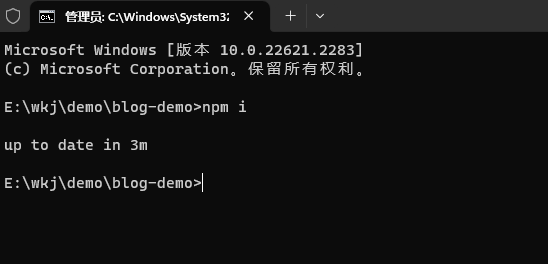 管理员: C:\Windows\System32
Microsoft Windows [版本 10.0.22621.2283]
(c) Microsoft Corporation。保留所有权利。
E:\wkj\demo\blog-demo>npm i
up to date in 3m
E:\wkj\demo\blog-demo>